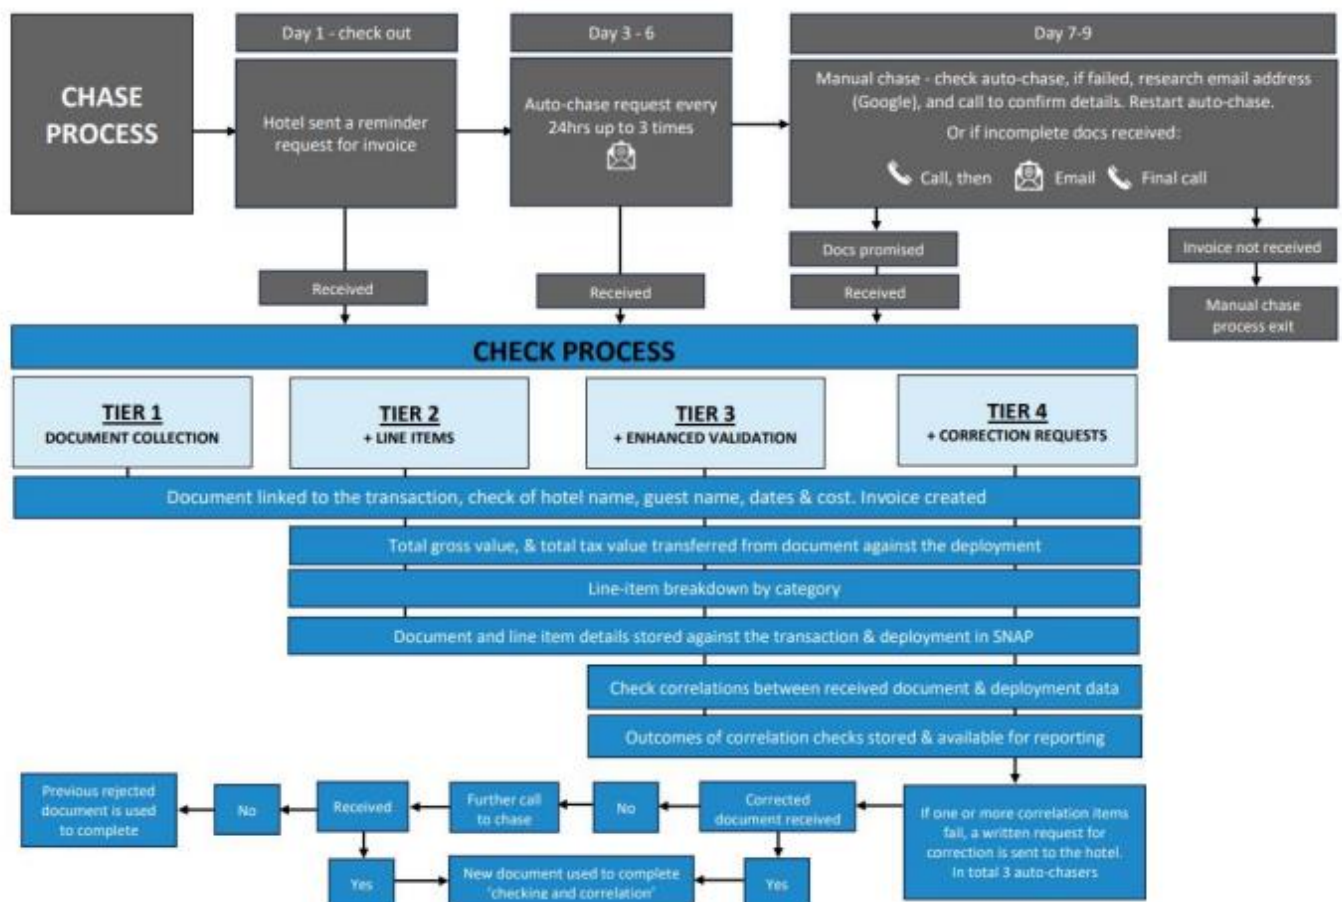 CHASE
PROCESS
Day 1 - check out
Hotel sent a reminder
request for invoice
Day 3 - 6
Auto-chase request every
24hrs up to 3 times
Day 7-9
Manual chase - check auto-chase, if failed, research email address
(Google), and call to confirm details. Restart auto-chase.
Or if incomplete docs received:
Call, then Email Final call
Received
Received
Docs promised
Received
Invoice not received
Manual chase
process exit
CHECK PROCESS
TIER 1
DOCUMENT COLLECTION
TIER 2
+ LINE ITEMS
TIER 3
+ ENHANCED VALIDATION
TIER 4
+ CORRECTION REQUESTS
Document linked to the transaction, check of hotel name, guest name, dates & cost. Invoice created
Total gross value, & total tax value transferred from document against the deployment
Line-item breakdown by category
Document and line item details stored against the transaction & deployment in SNAP
Check correlations between received document & deployment data
Outcomes of correlation checks stored & available for reporting
If one or more correlation items
fail, a written request for
correction is sent to the hotel.
In total 3 auto-chasers
Corrected
document received
No
Further call
to chase
Received
No
Previous rejected
document is used
to complete
Yes
New document used to complete
'checking and correlation'
Yes